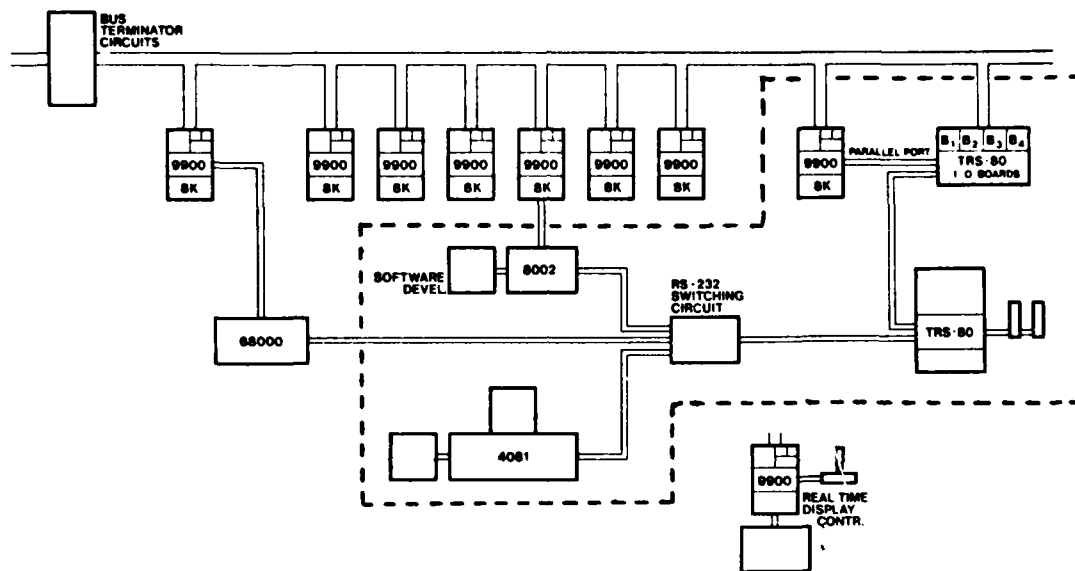 BUS
TERMINATOR
CIRCUITS
9900
8K
9900
8K
9900
8K
9900
8K
9900
8K
9900
8K
9900
8K
9900
8K
PARALLEL PORT
B1 B2 B3 B4
TRS-80
I O BOARDS
SOFTWARE
DEVEL.
8002
RS-232
SWITCHING
CIRCUIT
68000
TRS-80
4081
9900
REAL TIME
DISPLAY
CONTR.